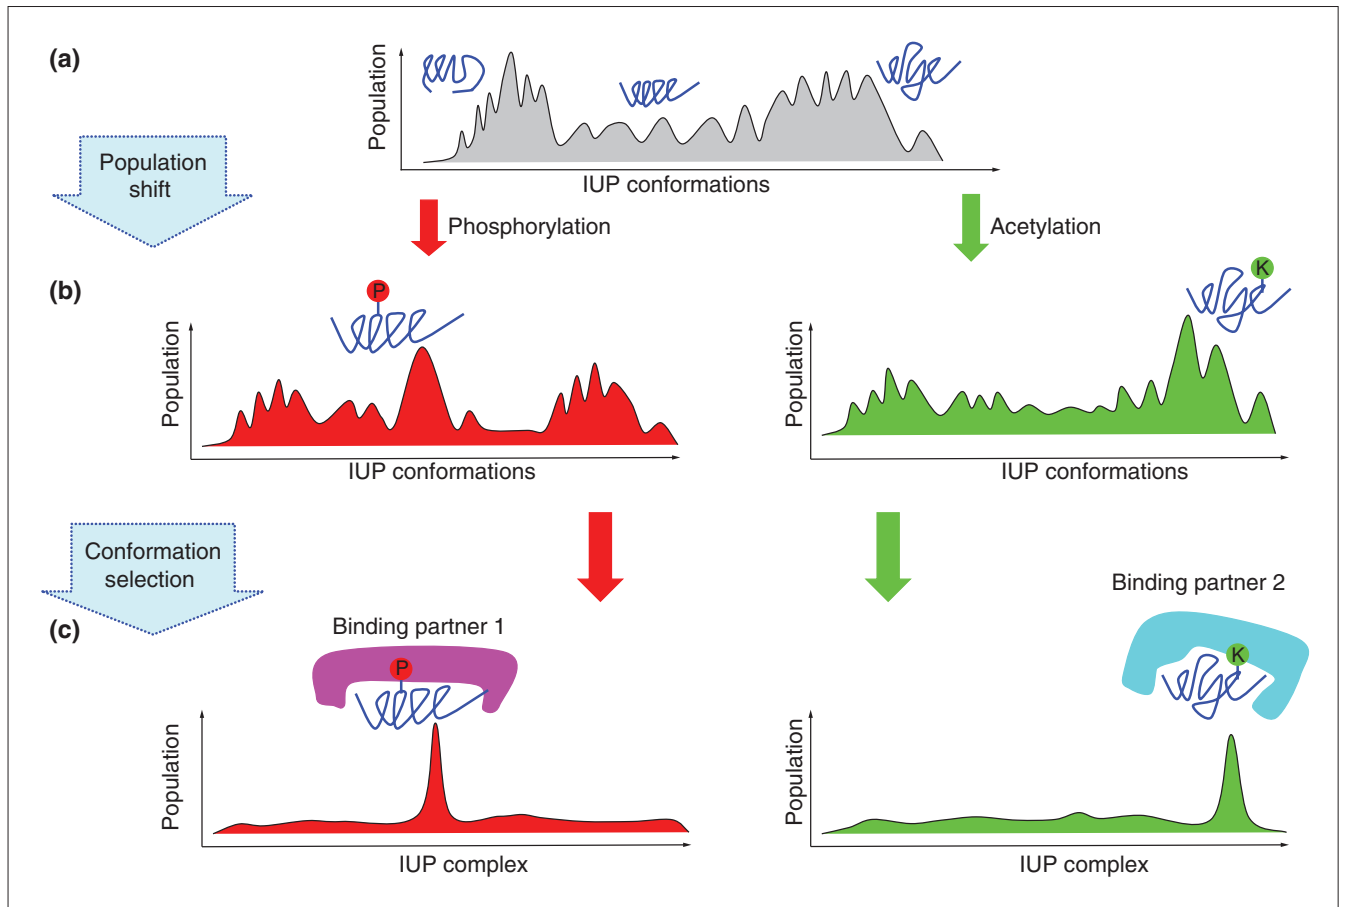 (a)
Population
IUP conformations
Population
shift
Phosphorylation
Acetylation
(b)
P
Population
IUP conformations
K
Population
IUP conformations
Conformation
selection
(c)
Binding partner 1
P
Population
IUP complex
Binding partner 2
K
Population
IUP complex